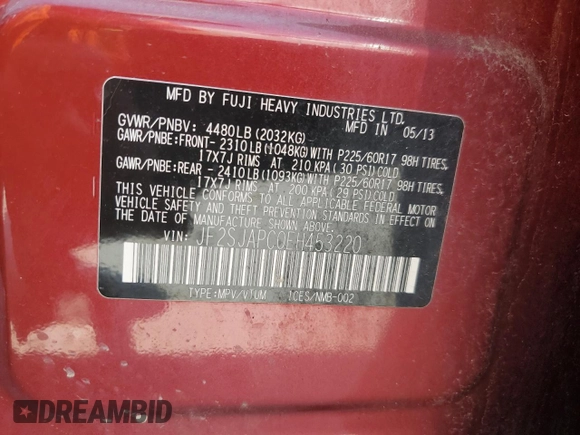 MFD BY FUJI HEAVY INDUSTRIES LTD.
MFD IN 05/13
GVWR/PNBV: 4480LB(2032KG)
GAWR/PNBE:FRONT- 2310LB(1048KG)WITH P225/60R17 98H TIRES,
17X7J RIMS AT 210 KPA(30 PSI)COLD
GAWR/PNBE:REAR - 2410LB(1093KG)WITH P225/60R17 98H TIRES,
17X7J RIMS AT 200 KPA(29 PSI)COLD
THIS VEHICLE CONFORMS TO ALL APPLICABLE FEDERAL MOTOR
VEHICLE SAFETY STANDARDS IN EFFECT ON THE DATE
OF MANUFACTURE SHOWN ABOVE.
VIN: JF2SJAPC0EH453220
TYPE:MPV/VTUM ICES/NMB-002
DREAMBID